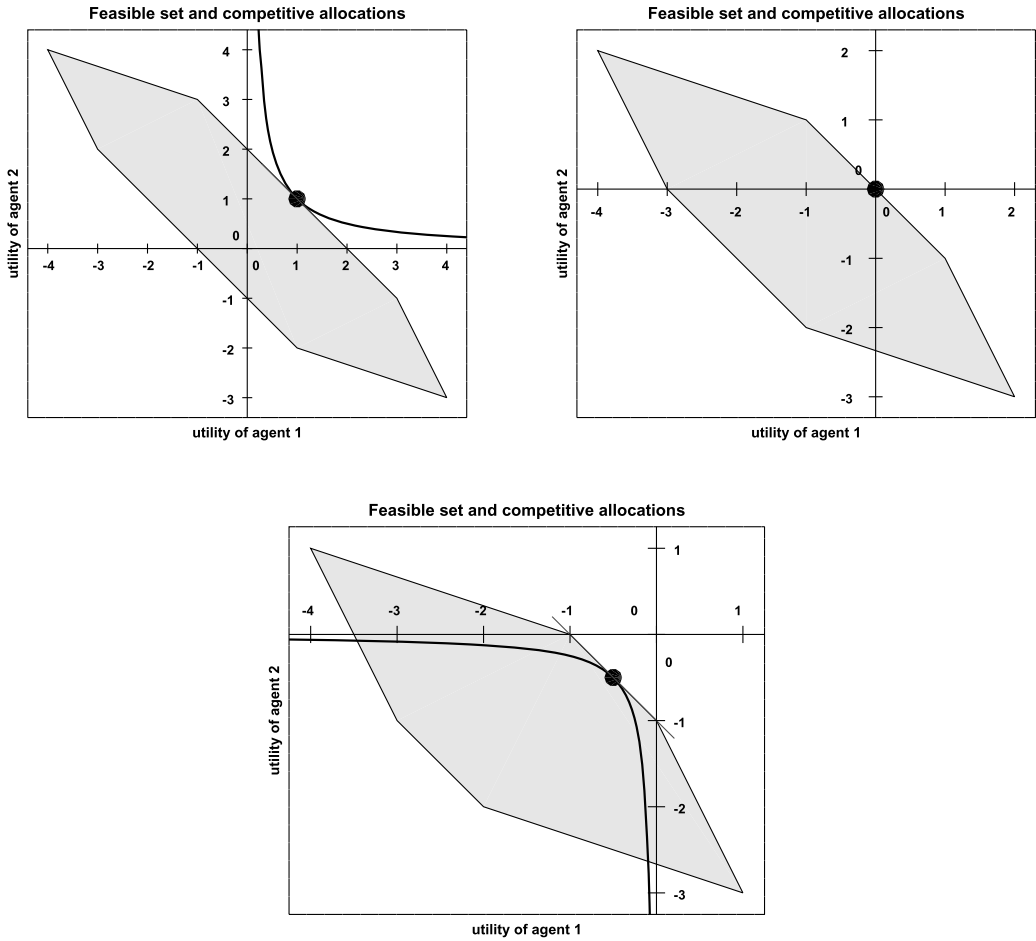 Feasible set and competitive allocations
4
3
2
1
0
-4 -3 -2 -1 0 1 2 3 4
-1
-2
-3
utility of agent 2
utility of agent 1
Feasible set and competitive allocations
2
1
0
-4 -3 -2 -1 0 1 2
-1
-2
-3
utility of agent 2
utility of agent 1
Feasible set and competitive allocations
1
-4 -3 -2 -1 0 1
0
-1
-2
-3
utility of agent 2
utility of agent 1